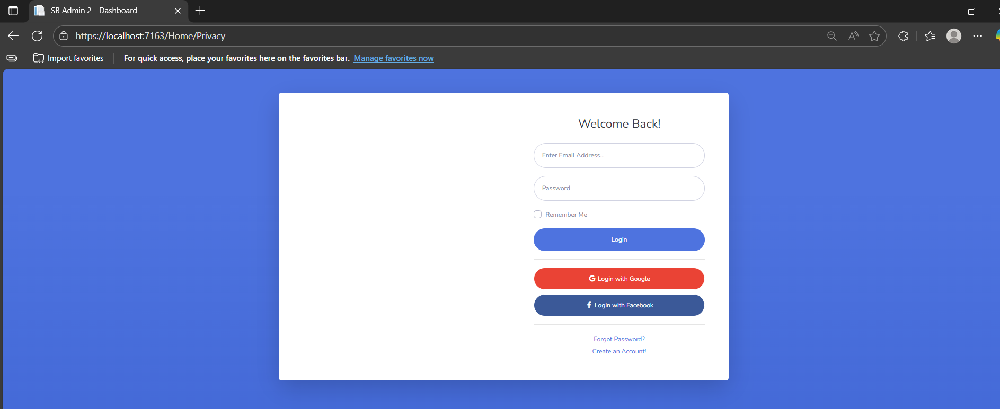 SB Admin 2 - Dashboard
https://localhost:7163/Home/Privacy
Import favorites
For quick access, place your favorites here on the favorites bar. Manage favorites now
Welcome Back!
Enter Email Address...
Password
Remember Me
Login
Login with Google
Login with Facebook
Forgot Password?
Create an Account!